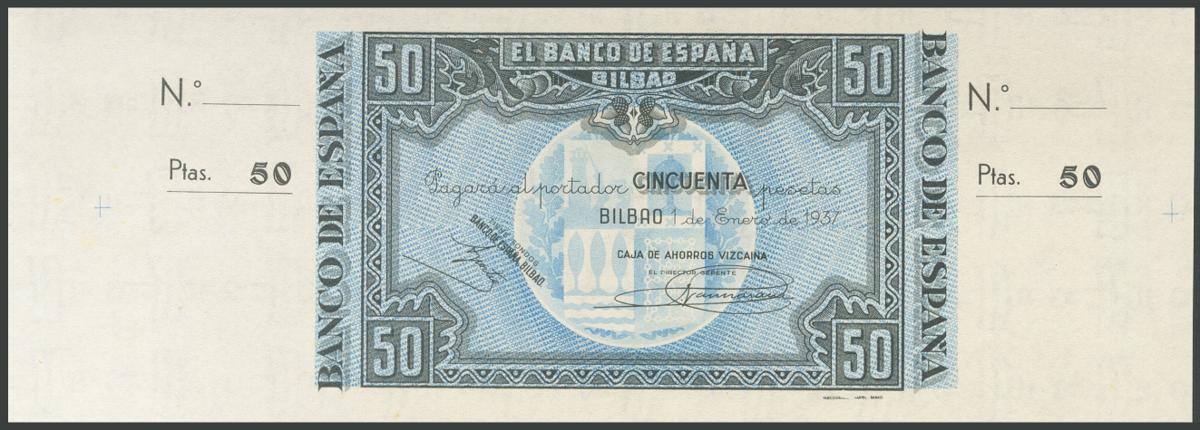 N.º
Ptas. 50
BANCO DE ESPAÑA
50
EL BANCO DE ESPAÑA
BILBAO
50
Pagará al portador CINCUENTA pesetas
BILBAO 1 de Enero de 1937
BANCO DE ESPAÑA. BILBAO.
CAJA DE AHORROS VIZCAINA
EL DIRECTOR GERENTE
50
50
BANCO DE ESPAÑA
N.º
Ptas. 50